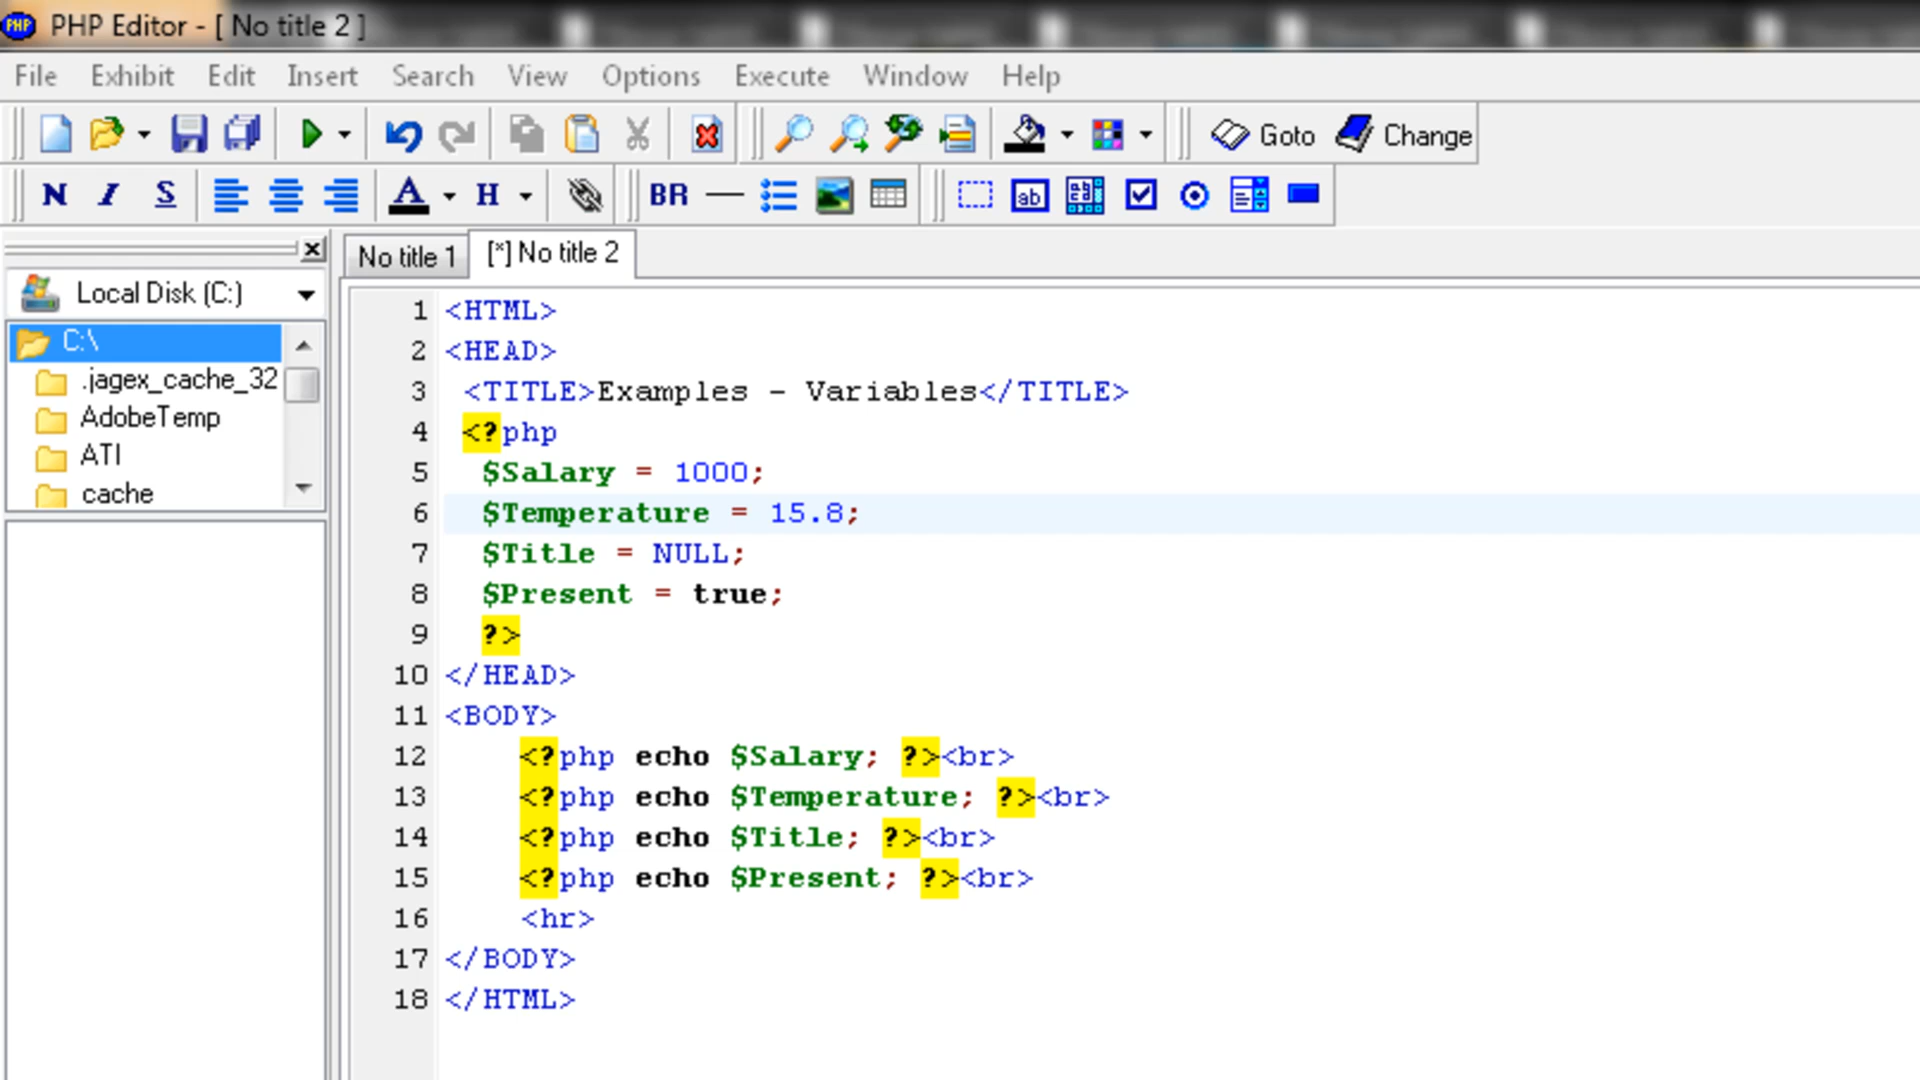 PHP Editor - [ No title 2 ]
File Exhibit Edit Insert Search View Options Execute Window Help
Goto Change
N I S A H BR ab ab
Local Disk (C:)
C:\
.jagex_cache_32
AdobeTemp
ATI
cache
No title 1 [*] No title 2
1 <HTML>
2 <HEAD>
3 <TITLE>Examples - Variables</TITLE>
4 <?php
5 $Salary = 1000;
6 $Temperature = 15.8;
7 $Title = NULL;
8 $Present = true;
9 ?>
10 </HEAD>
11 <BODY>
12 <?php echo $Salary; ?><br>
13 <?php echo $Temperature; ?><br>
14 <?php echo $Title; ?><br>
15 <?php echo $Present; ?><br>
16 <hr>
17 </BODY>
18 </HTML>